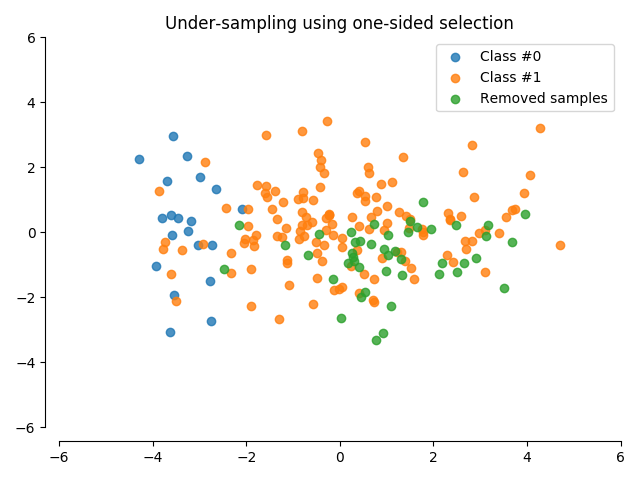 Under-sampling using one-sided selection
Class #0
Class #1
Removed samples
6
4
2
0
−2
−4
−6
−6 −4 −2 0 2 4 6